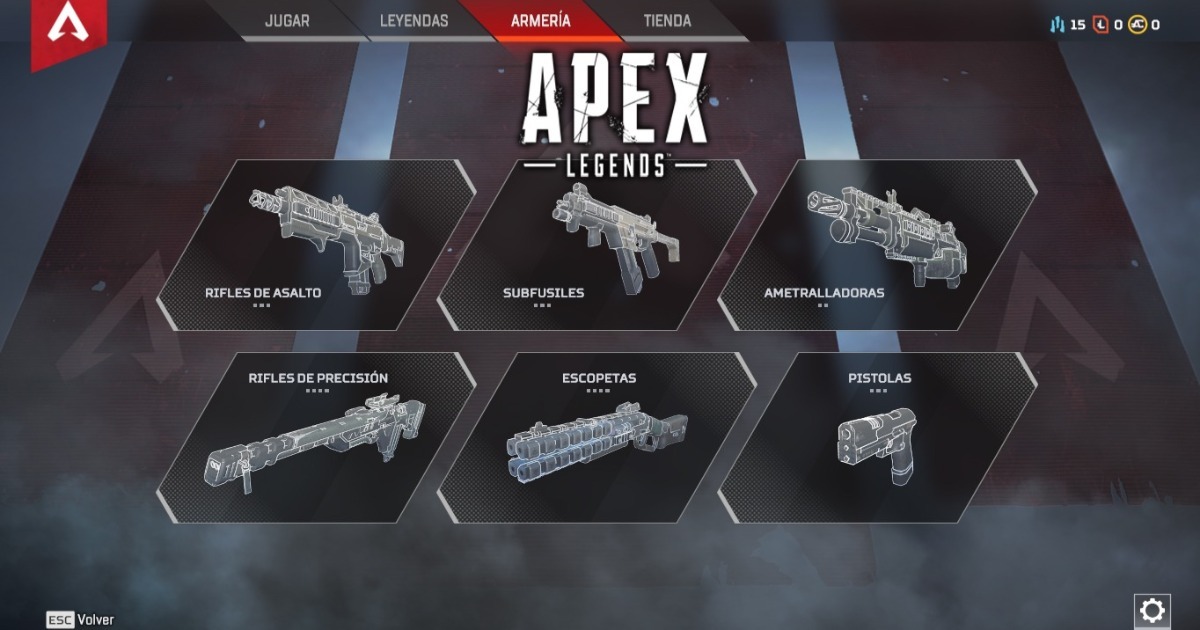 JUGAR
LEYENDAS
ARMERÍA
TIENDA
15
0
0
APEX
LEGENDS™
RIFLES DE ASALTO
SUBFUSILES
AMETRALLADORAS
RIFLES DE PRECISIÓN
ESCOPETAS
PISTOLAS
ESC Volver